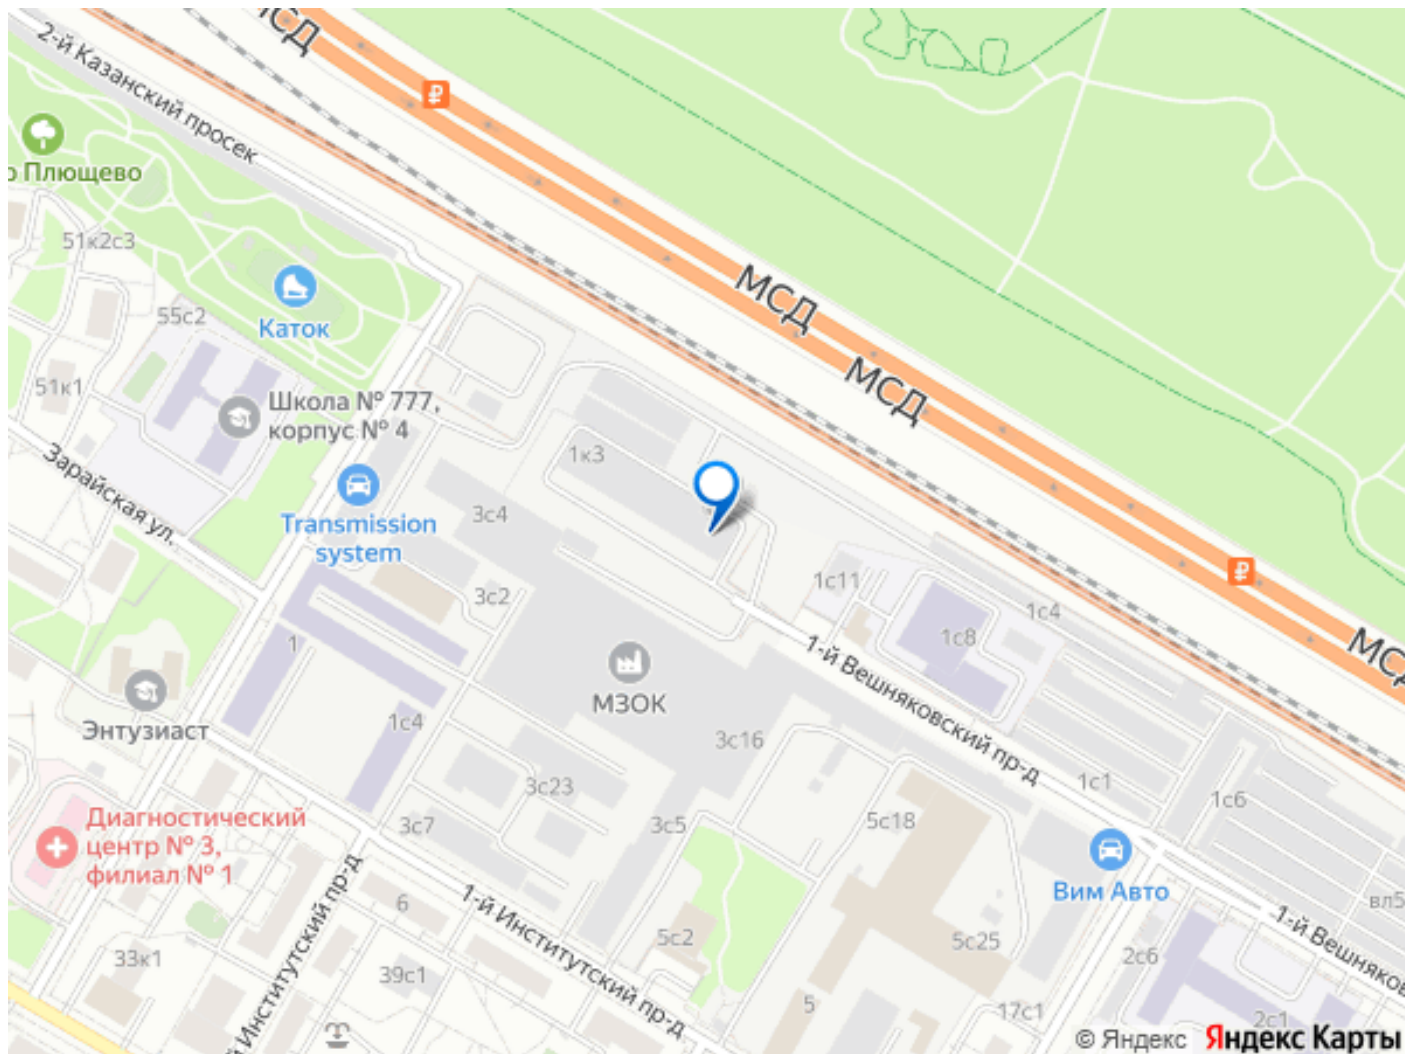 МСД
2-й Казанский просек
Плющево
51к2с3
Каток
55с2
51к1
Школа № 777,
корпус № 4
МСД
МСД
Зарайская ул.
1к3
Transmission
system
3с4
3с2
1с11
1с4
1с8
МСД
1
МЗОК
1-й Вешняковский пр-д
Энтузиаст
1с4
3с16
3с23
1с1
1с6
Диагностический
центр № 3,
филиал № 1
3с7
3с5
5с18
Вим Авто
6
1-й Институтский пр-д
5с2
5с25
вл5
1-й Вешняков
33к1
й Институтский пр-д
39с1
2с6
5
17с1
2с1
© Яндекс Яндекс Карты